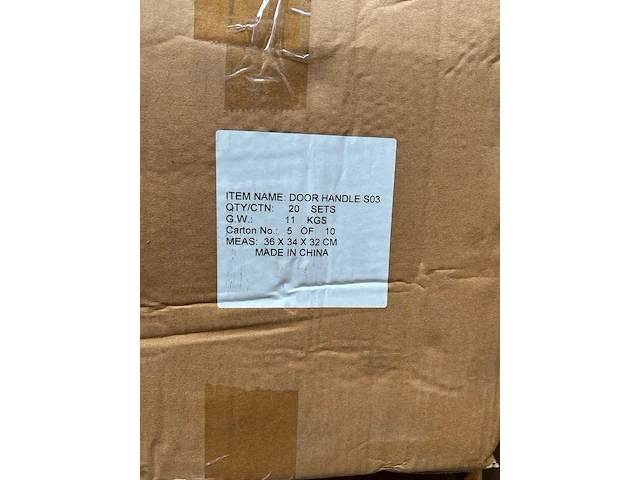 ITEM NAME: DOOR HANDLE S03
QTY/CTN: 20 SETS
G.W.: 11 KGS
Carton No.: 5 OF 10
MEAS: 36 X 34 X 32 CM
MADE IN CHINA